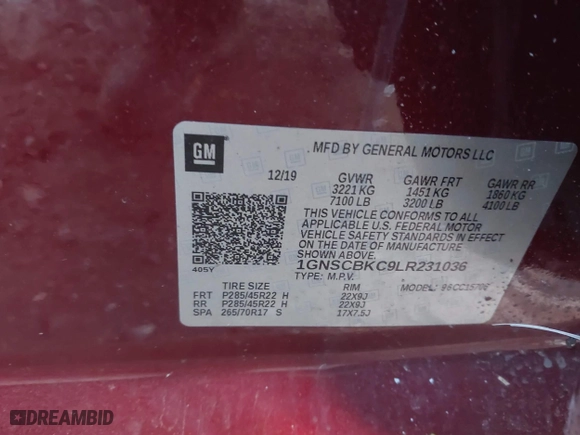 GM
MFD BY GENERAL MOTORS LLC
12/19 GVWR GAWR FRT GAWR RR
3221 KG 1451 KG 1860 KG
7100 LB 3200 LB 4100 LB
THIS VEHICLE CONFORMS TO ALL
APPLICABLE U.S. FEDERAL MOTOR
VEHICLE SAFETY STANDARDS IN EFFECT
ON THE DATE OF MANUFACTURE
SHOWN ABOVE.
405Y
1GNSCBKC9LR231036
TYPE: M.P.V. MODEL:
TIRE SIZE RIM
FRT P285/45R22 H 22X9J
RR P285/45R22 H 22X9J
SPA 265/70R17 S 17X7.5J
DREAMBID